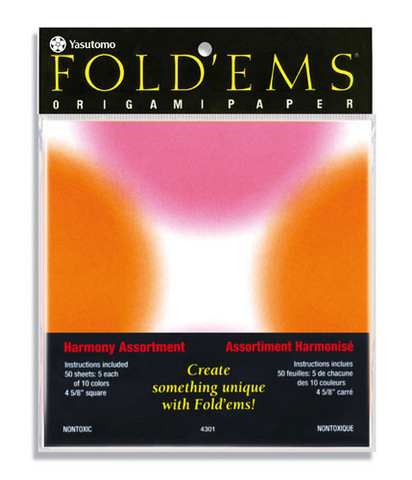 Yasutomo
FOLD'EMS®
ORIGAMI PAPER
Harmony Assortment
Instructions included
50 sheets: 5 each
of 10 colors
4 5/8" square
NONTOXIC
Create
something unique
with Fold'ems!
4301
Assortiment Harmonisé
Instructions inclues
50 feuilles: 5 de chacune
des 10 couleurs
4 5/8" carré
NONTOXIQUE